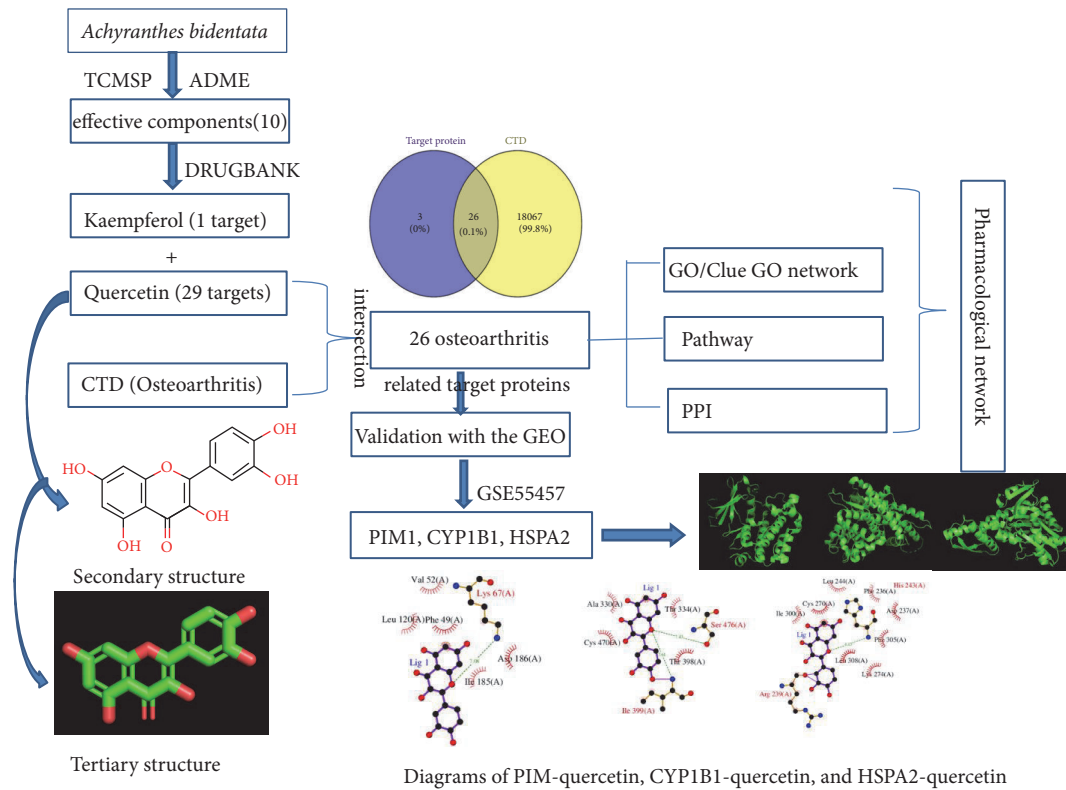 Achyranthes bidentata
TCMSP
ADME
effective components(10)
DRUGBANK
Kaempferol (1 target)
+
Quercetin (29 targets)
CTD (Osteoarthritis)
intersection
Target protein
CTD
3
(0%)
26
(0.1%)
18067
(99.8%)
26 osteoarthritis
related target proteins
Validation with the GEO
GSE55457
PIM1, CYP1B1, HSPA2
GO/Clue GO network
Pathway
PPI
Pharmacological network
OH
OH
HO
O
OH
OH
O
Secondary structure
Tertiary structure
Val 52(A)
Lys 67(A)
Leu 120(A)
Phe 49(A)
Lig 1
Asp 186(A)
Ile 185(A)
Lig 1
Ala 330(A)
Thr 334(A)
Ser 476(A)
Cys 470(A)
Thr 398(A)
Ile 399(A)
Leu 244(A)
His 243(A)
Phe 236(A)
Cys 270(A)
Asp 237(A)
Ile 300(A)
Lig 1
Phe 305(A)
Leu 308(A)
Lys 274(A)
Arg 239(A)
Diagrams of PIM-quercetin, CYP1B1-quercetin, and HSPA2-quercetin